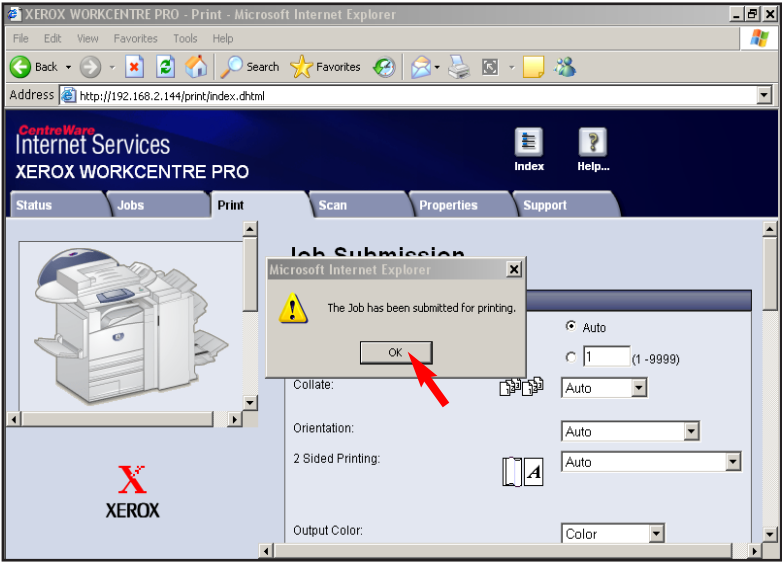 XEROX WORKCENTRE PRO - Print - Microsoft Internet Explorer
File Edit View Favorites Tools Help
Back Search Favorites
Address http://192.168.2.144/print/index.dhtml
CentreWare
Internet Services
XEROX WORKCENTRE PRO
Index Help...
Status Jobs Print Scan Properties Support
Job Submission
Microsoft Internet Explorer
The Job has been submitted for printing.
OK
Auto
1 (1 -9999)
Collate: Auto
Orientation: Auto
2 Sided Printing: A Auto
X
XEROX
Output Color: Color